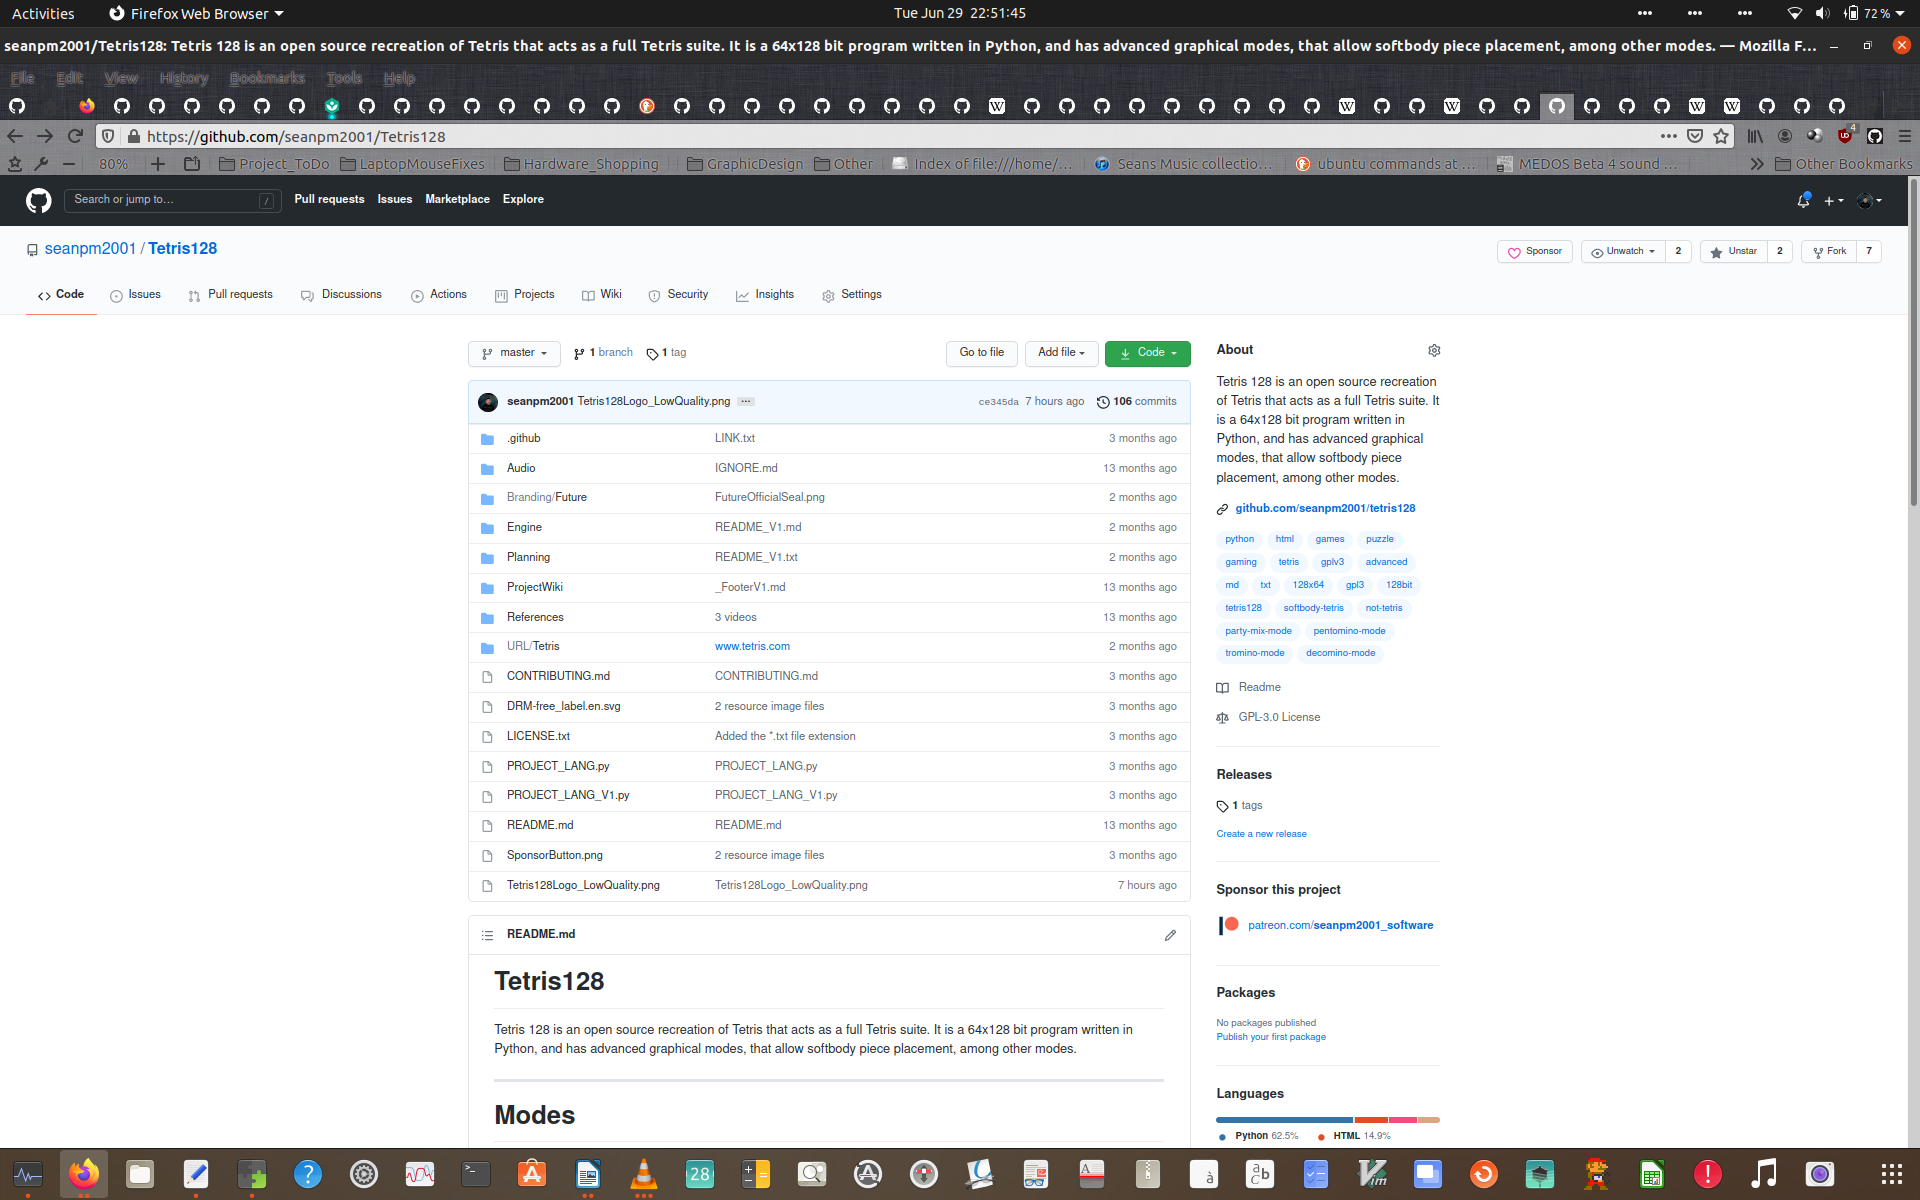 Activities Firefox Web Browser Tue Jun 29 22:51:45 72 %
seanpm2001/Tetris128: Tetris 128 is an open source recreation of Tetris that acts as a full Tetris suite. It is a 64x128 bit program written in Python, and has advanced graphical modes, that allow softbody piece placement, among other modes. — Mozilla F…
File Edit View History Bookmarks Tools Help
https://github.com/seanpm2001/Tetris128 4
80% Project_ToDo LaptopMouseFixes Hardware_Shopping GraphicDesign Other Index of file:///home/… Seans Music collectio… ubuntu commands at … MEDOS Beta 4 sound … Other Bookmarks
Search or jump to… / Pull requests Issues Marketplace Explore
seanpm2001 / Tetris128 Sponsor Unwatch 2 Unstar 2 Fork 7
Code Issues Pull requests Discussions Actions Projects Wiki Security Insights Settings
master 1 branch 1 tag Go to file Add file Code
seanpm2001 Tetris128Logo_LowQuality.png ... ce345da 7 hours ago 106 commits
.github LINK.txt 3 months ago
Audio IGNORE.md 13 months ago
Branding/Future FutureOfficialSeal.png 2 months ago
Engine README_V1.md 2 months ago
Planning README_V1.txt 2 months ago
ProjectWiki _FooterV1.md 13 months ago
References 3 videos 13 months ago
URL/Tetris www.tetris.com 2 months ago
CONTRIBUTING.md CONTRIBUTING.md 3 months ago
DRM-free_label.en.svg 2 resource image files 3 months ago
LICENSE.txt Added the *.txt file extension 3 months ago
PROJECT_LANG.py PROJECT_LANG.py 3 months ago
PROJECT_LANG_V1.py PROJECT_LANG_V1.py 3 months ago
README.md README.md 13 months ago
SponsorButton.png 2 resource image files 3 months ago
Tetris128Logo_LowQuality.png Tetris128Logo_LowQuality.png 7 hours ago
README.md
Tetris128
Tetris 128 is an open source recreation of Tetris that acts as a full Tetris suite. It is a 64x128 bit program written in
Python, and has advanced graphical modes, that allow softbody piece placement, among other modes.
Modes
About
Tetris 128 is an open source recreation
of Tetris that acts as a full Tetris suite. It
is a 64x128 bit program written in
Python, and has advanced graphical
modes, that allow softbody piece
placement, among other modes.
github.com/seanpm2001/tetris128
python html games puzzle
gaming tetris gplv3 advanced
md txt 128x64 gpl3 128bit
tetris128 softbody-tetris not-tetris
party-mix-mode pentomino-mode
tromino-mode decomino-mode
Readme
GPL-3.0 License
Releases
1 tags
Create a new release
Sponsor this project
patreon.com/seanpm2001_software
Packages
No packages published
Publish your first package
Languages
Python 62.5% HTML 14.9%
28